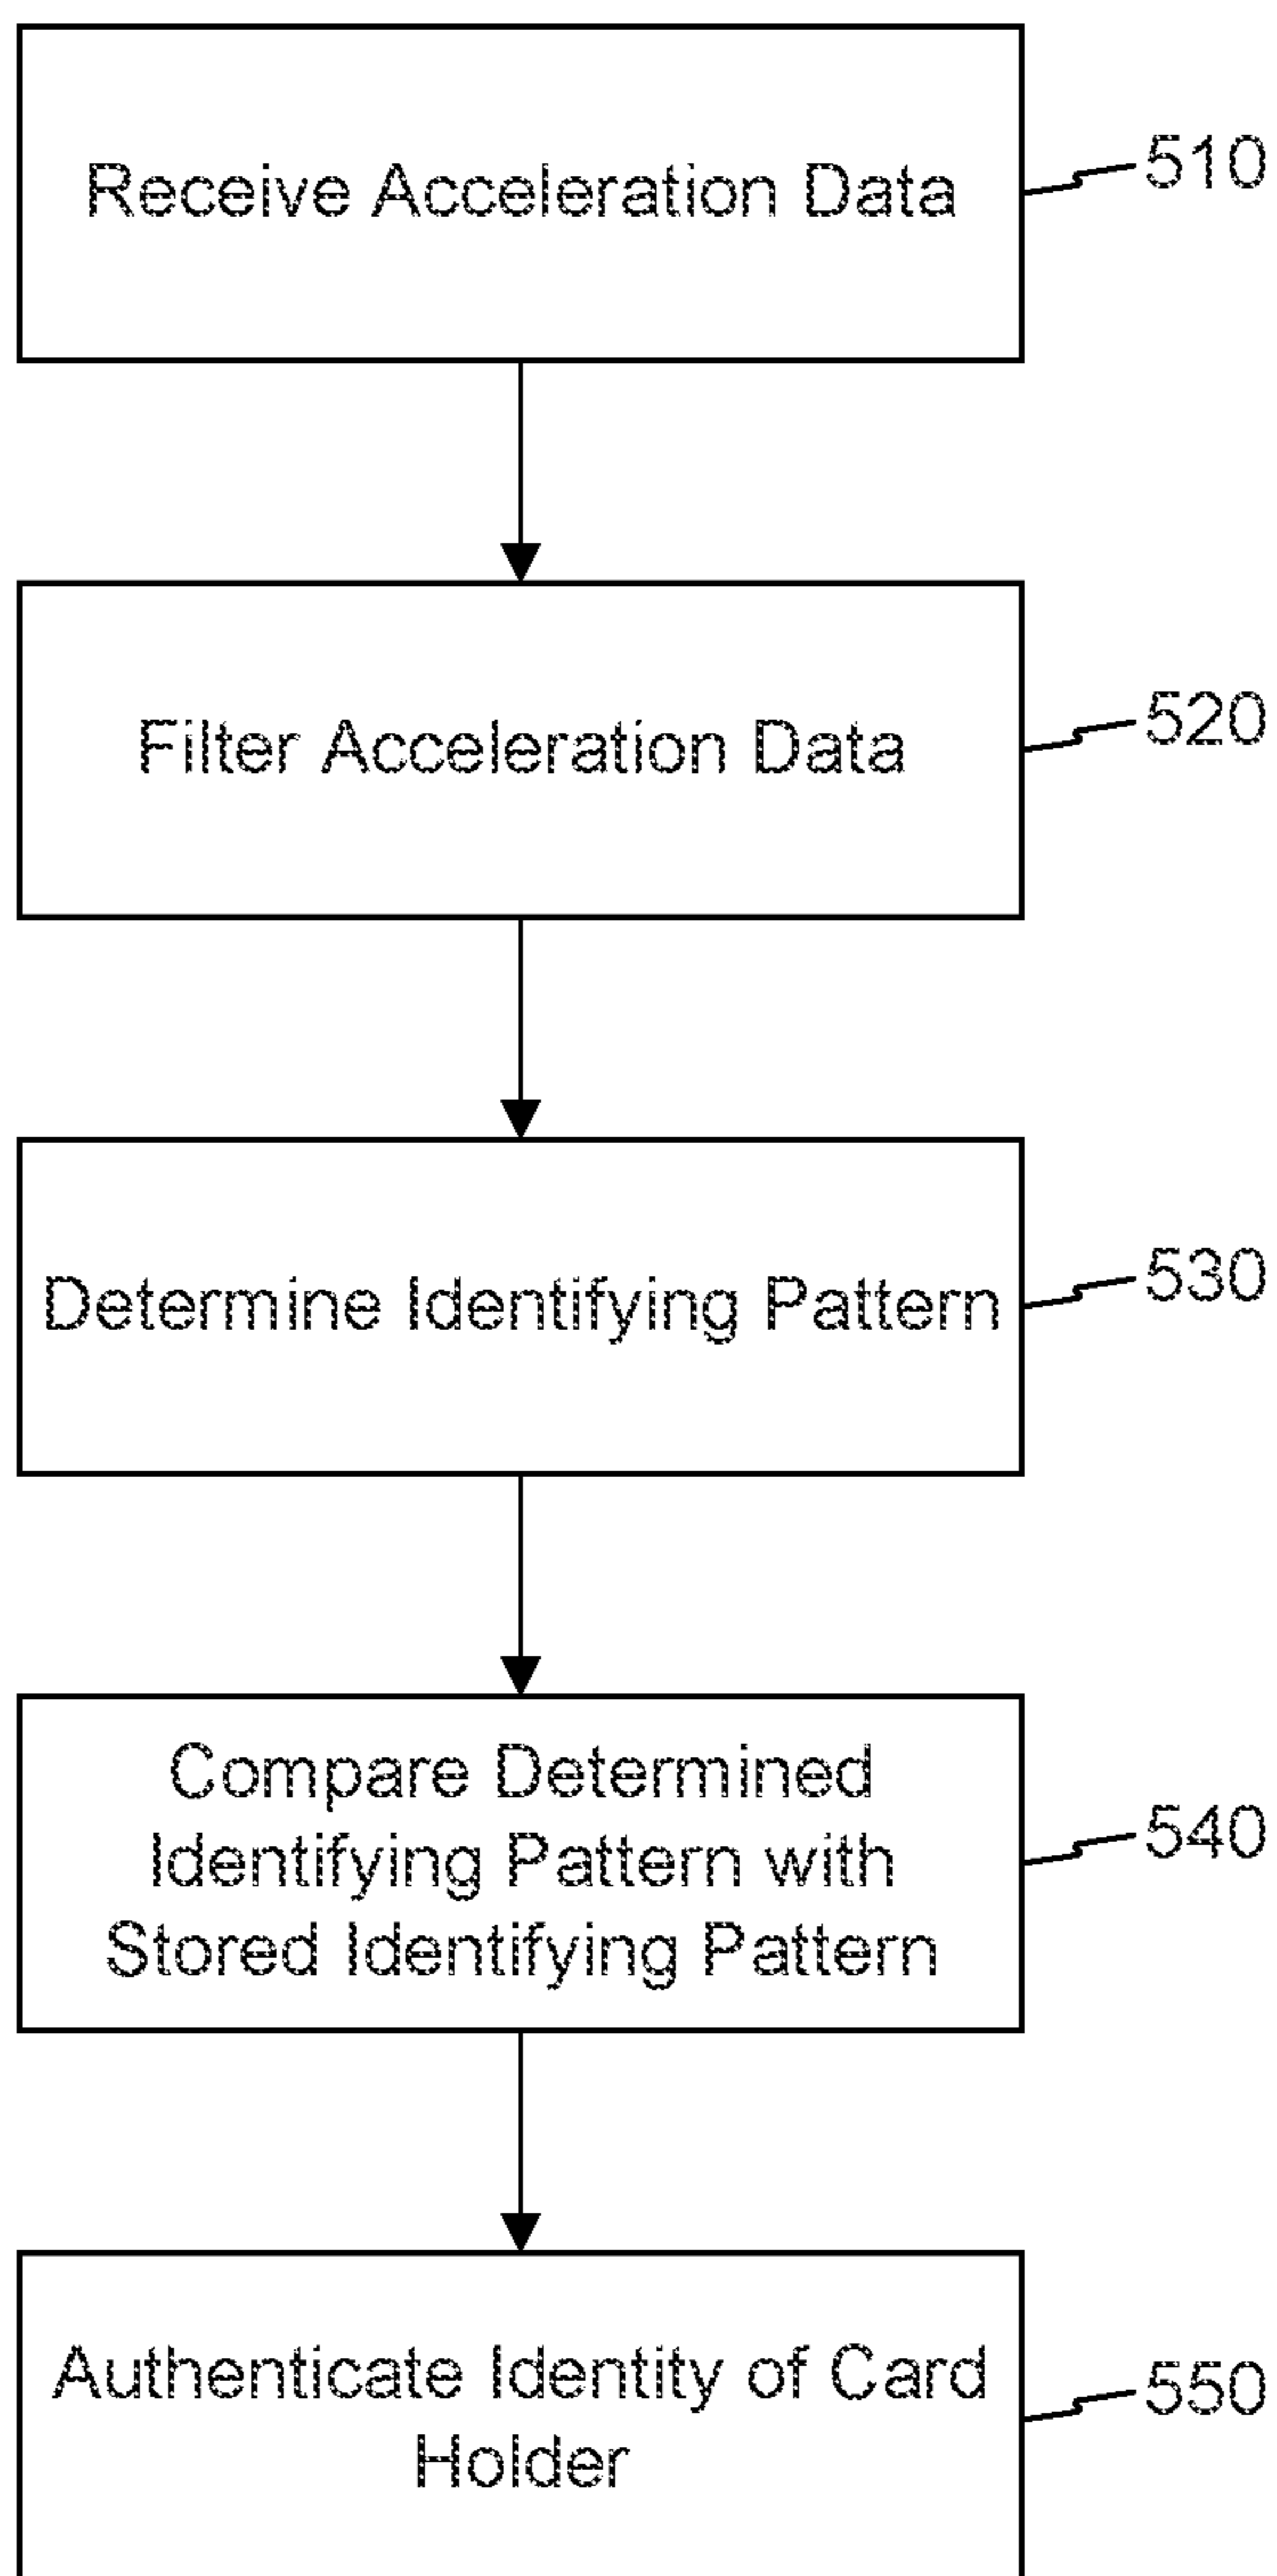 Receive Acceleration Data
510
Filter Acceleration Data
520
Determine Identifying Pattern
530
Compare Determined
Identifying Pattern with
Stored Identifying Pattern
540
Authenticate Identity of Card
Holder
550